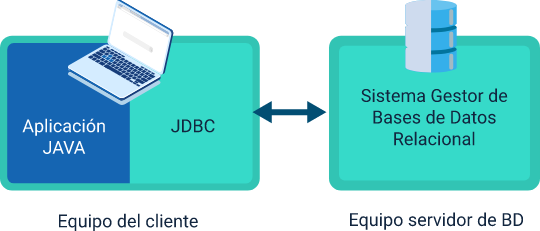 Aplicación
JAVA
JDBC
Sistema Gestor de
Bases de Datos
Relacional
Equipo del cliente
Equipo servidor de BD